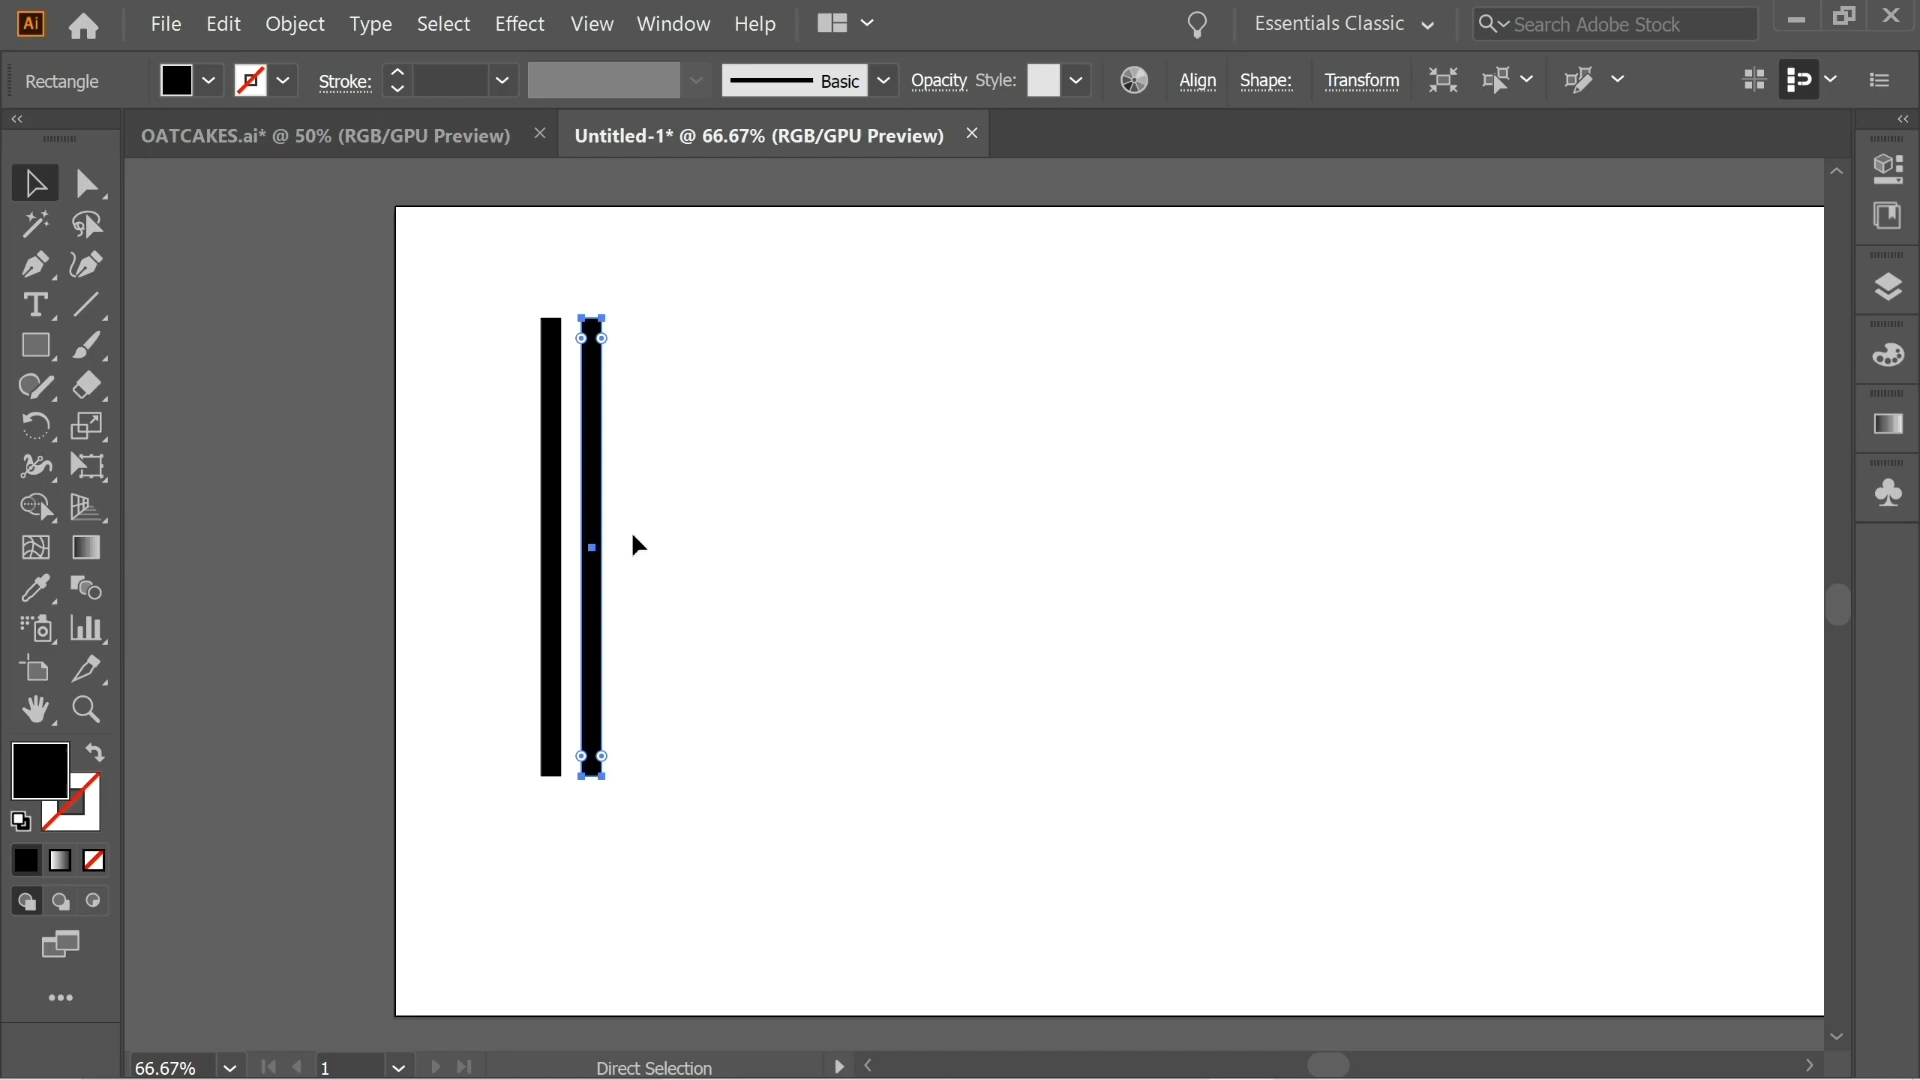 Ai File Edit Object Type Select Effect View Window Help Essentials Classic Search Adobe Stock
Rectangle Stroke: Basic Opacity Style: Align Shape: Transform
OATCAKES.ai* @ 50% (RGB/GPU Preview) Untitled-1* @ 66.67% (RGB/GPU Preview)
66.67% 1 Direct Selection